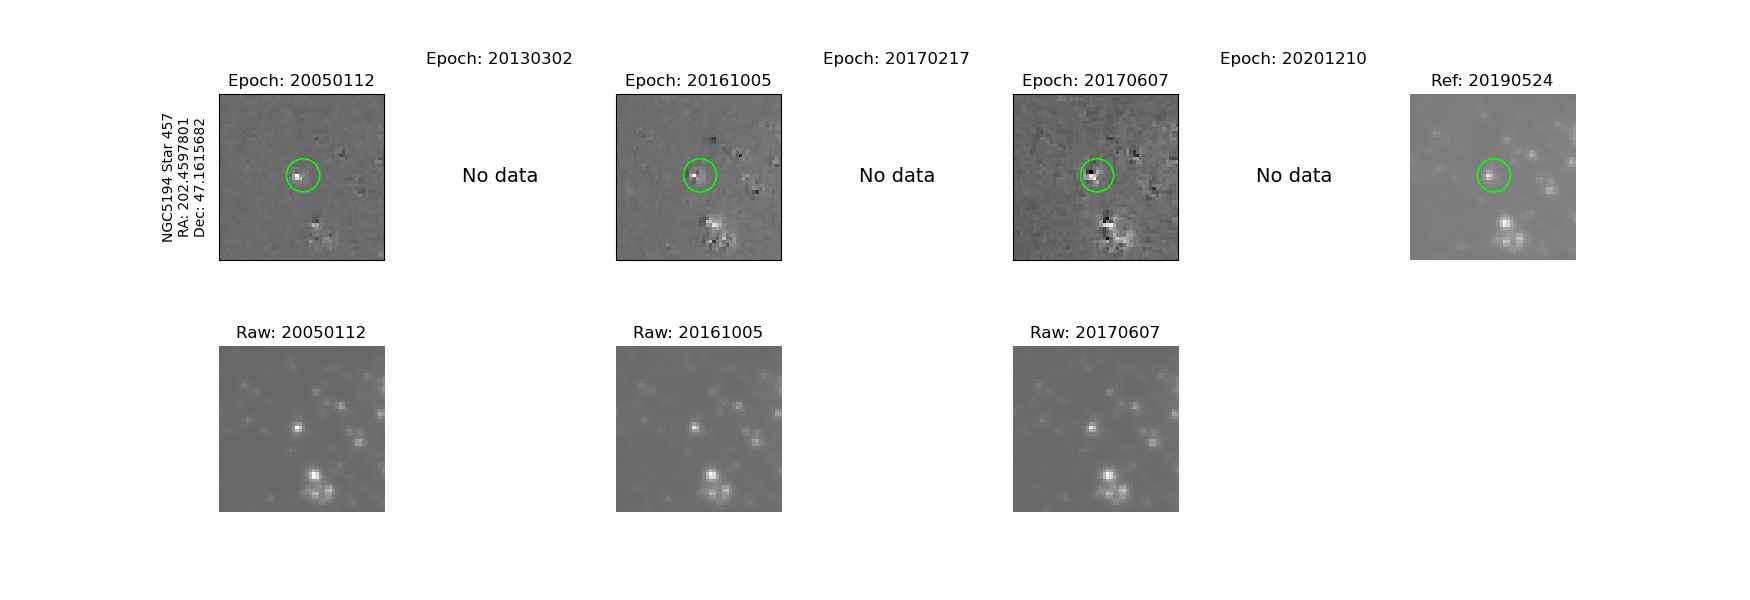 Epoch: 20130302
Epoch: 20170217
Epoch: 20201210
Epoch: 20050112
Epoch: 20161005
Epoch: 20170607
Ref: 20190524
NGC5194 Star 457
RA: 202.4597801
Dec: 47.1615682
No data
No data
No data
Raw: 20050112
Raw: 20161005
Raw: 20170607